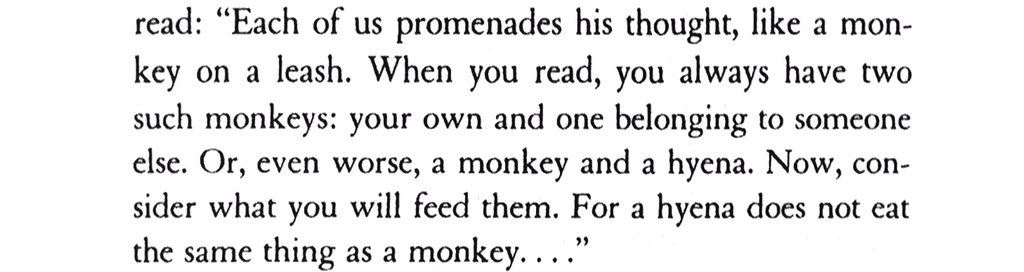 read: “Each of us promenades his thought, like a mon-
key on a leash. When you read, you always have two
such monkeys: your own and one belonging to someone
else. Or, even worse, a monkey and a hyena. Now, con-
sider what you will feed them. For a hyena does not eat
the same thing as a monkey. . . .”